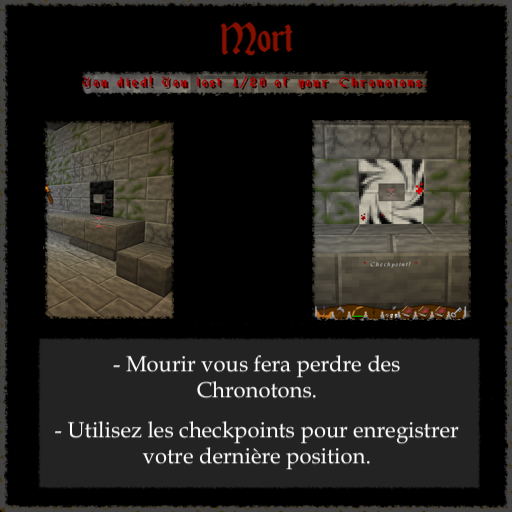 Mort
You died! You lost 1/20 of your Chronotons.
Checkpoint!
- Mourir vous fera perdre des
Chronotons.
- Utilisez les checkpoints pour enregistrer
votre dernière position.